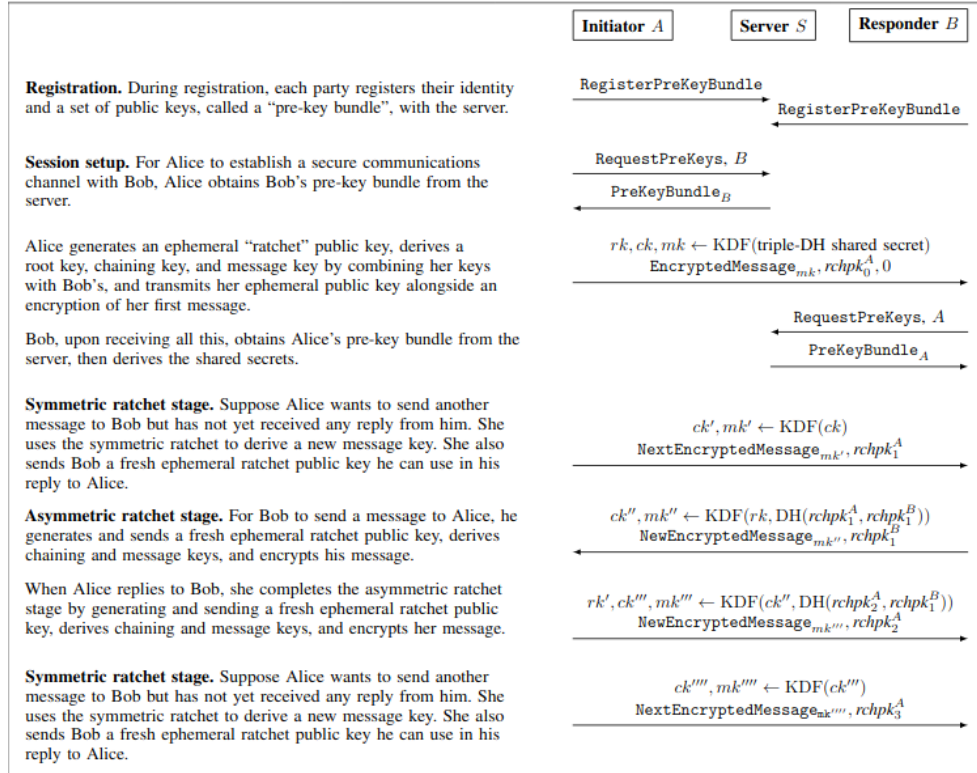 Initiator A Server S Responder B
Registration. During registration, each party registers their identity
and a set of public keys, called a “pre-key bundle”, with the server.
RegisterPreKeyBundle
RegisterPreKeyBundle
Session setup. For Alice to establish a secure communications
channel with Bob, Alice obtains Bob's pre-key bundle from the
server.
RequestPreKeys, B
PreKeyBundle_B
Alice generates an ephemeral “ratchet” public key, derives a
root key, chaining key, and message key by combining her keys
with Bob's, and transmits her ephemeral public key alongside an
encryption of her first message.
rk, ck, mk ← KDF(triple-DH shared secret)
EncryptedMessage_mk, rchpk_0^A, 0
Bob, upon receiving all this, obtains Alice's pre-key bundle from the
server, then derives the shared secrets.
RequestPreKeys, A
PreKeyBundle_A
Symmetric ratchet stage. Suppose Alice wants to send another
message to Bob but has not yet received any reply from him. She
uses the symmetric ratchet to derive a new message key. She also
sends Bob a fresh ephemeral ratchet public key he can use in his
reply to Alice.
ck′, mk′ ← KDF(ck)
NextEncryptedMessage_mk′, rchpk_1^A
Asymmetric ratchet stage. For Bob to send a message to Alice, he
generates and sends a fresh ephemeral ratchet public key, derives
chaining and message keys, and encrypts his message.
ck′′, mk′′ ← KDF(rk, DH(rchpk_1^A, rchpk_1^B))
NewEncryptedMessage_mk′′, rchpk_1^B
When Alice replies to Bob, she completes the asymmetric ratchet
stage by generating and sending a fresh ephemeral ratchet public
key, derives chaining and message keys, and encrypts her message.
rk′, ck′′′, mk′′′ ← KDF(ck′′, DH(rchpk_2^A, rchpk_1^B))
NewEncryptedMessage_mk′′′, rchpk_2^A
Symmetric ratchet stage. Suppose Alice wants to send another
message to Bob but has not yet received any reply from him. She
uses the symmetric ratchet to derive a new message key. She also
sends Bob a fresh ephemeral ratchet public key he can use in his
reply to Alice.
ck′′′′, mk′′′′ ← KDF(ck′′′)
NextEncryptedMessage_mk′′′′, rchpk_3^A